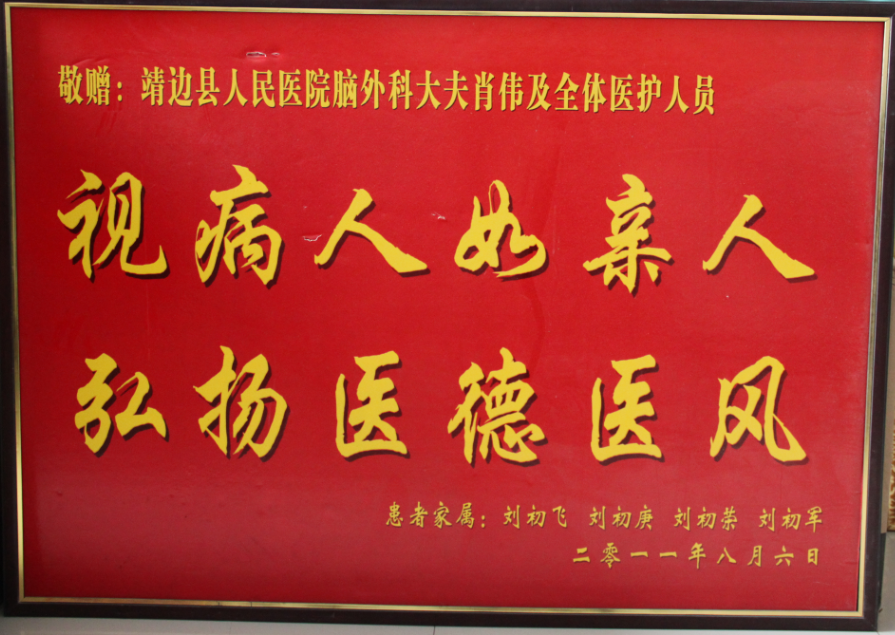 敬赠：靖边县人民医院脑外科大夫肖伟及全体医护人员
视病人如亲人
弘扬医德医风
患者家属：刘初飞 刘初庚 刘初荣 刘初军
二零一一年八月六日